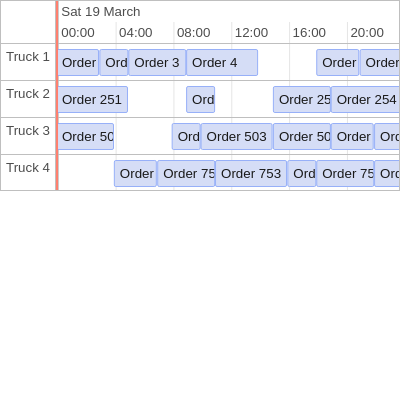 Sat 19 March
00:00 04:00 08:00 12:00 16:00 20:00
Truck 1 Order Ord Order 3 Order 4 Order Order
Truck 2 Order 251 Ord Order 25 Order 254
Truck 3 Order 50 Ord Order 503 Order 50 Order Ord
Truck 4 Order Order 75 Order 753 Ord Order 75 Ord